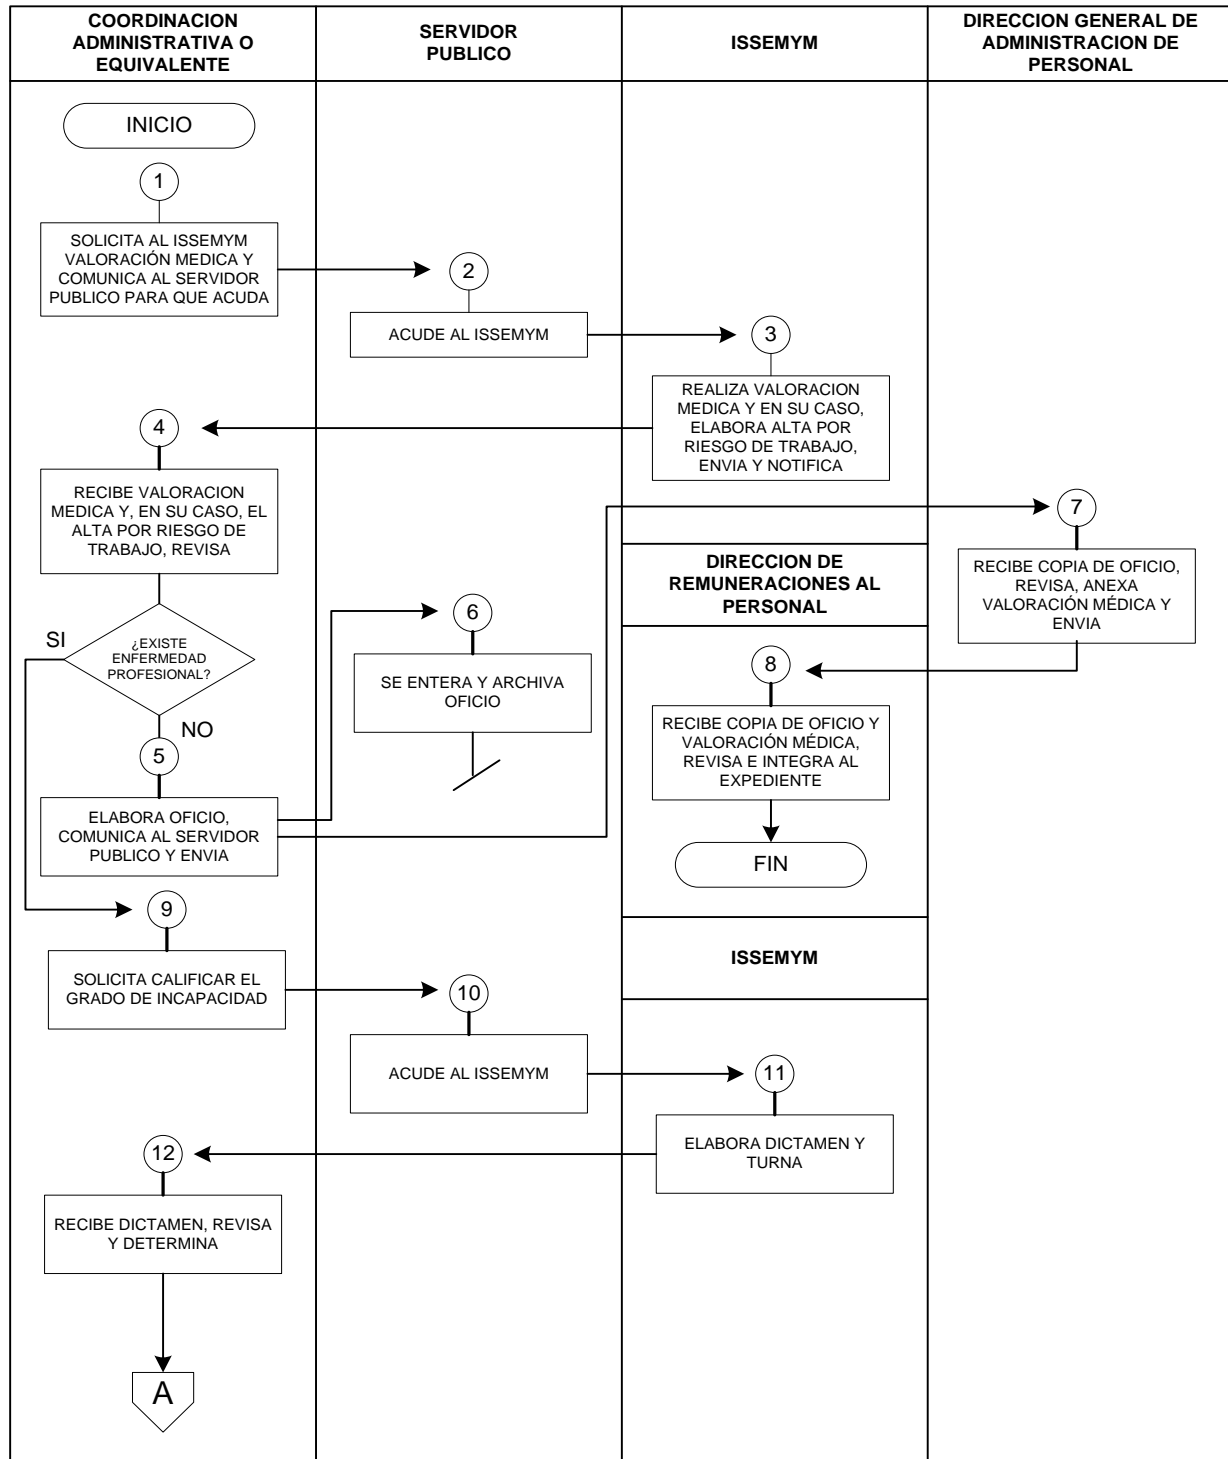 COORDINACION
ADMINISTRATIVA O
EQUIVALENTE
SERVIDOR
PUBLICO
ISSEMYM
DIRECCION GENERAL DE
ADMINISTRACION DE
PERSONAL
INICIO
1
SOLICITA AL ISSEMYM
VALORACIÓN MEDICA Y
COMUNICA AL SERVIDOR
PUBLICO PARA QUE ACUDA
2
ACUDE AL ISSEMYM
3
REALIZA VALORACION
MEDICA Y EN SU CASO,
ELABORA ALTA POR
RIESGO DE TRABAJO,
ENVIA Y NOTIFICA
4
RECIBE VALORACION
MEDICA Y, EN SU CASO, EL
ALTA POR RIESGO DE
TRABAJO, REVISA
¿EXISTE
ENFERMEDAD
PROFESIONAL?
SI
NO
5
ELABORA OFICIO,
COMUNICA AL SERVIDOR
PUBLICO Y ENVIA
6
SE ENTERA Y ARCHIVA
OFICIO
7
RECIBE COPIA DE OFICIO,
REVISA, ANEXA
VALORACIÓN MÉDICA Y
ENVIA
DIRECCION DE
REMUNERACIONES AL
PERSONAL
8
RECIBE COPIA DE OFICIO Y
VALORACIÓN MÉDICA,
REVISA E INTEGRA AL
EXPEDIENTE
FIN
9
SOLICITA CALIFICAR EL
GRADO DE INCAPACIDAD
10
ACUDE AL ISSEMYM
ISSEMYM
11
ELABORA DICTAMEN Y
TURNA
12
RECIBE DICTAMEN, REVISA
Y DETERMINA
A